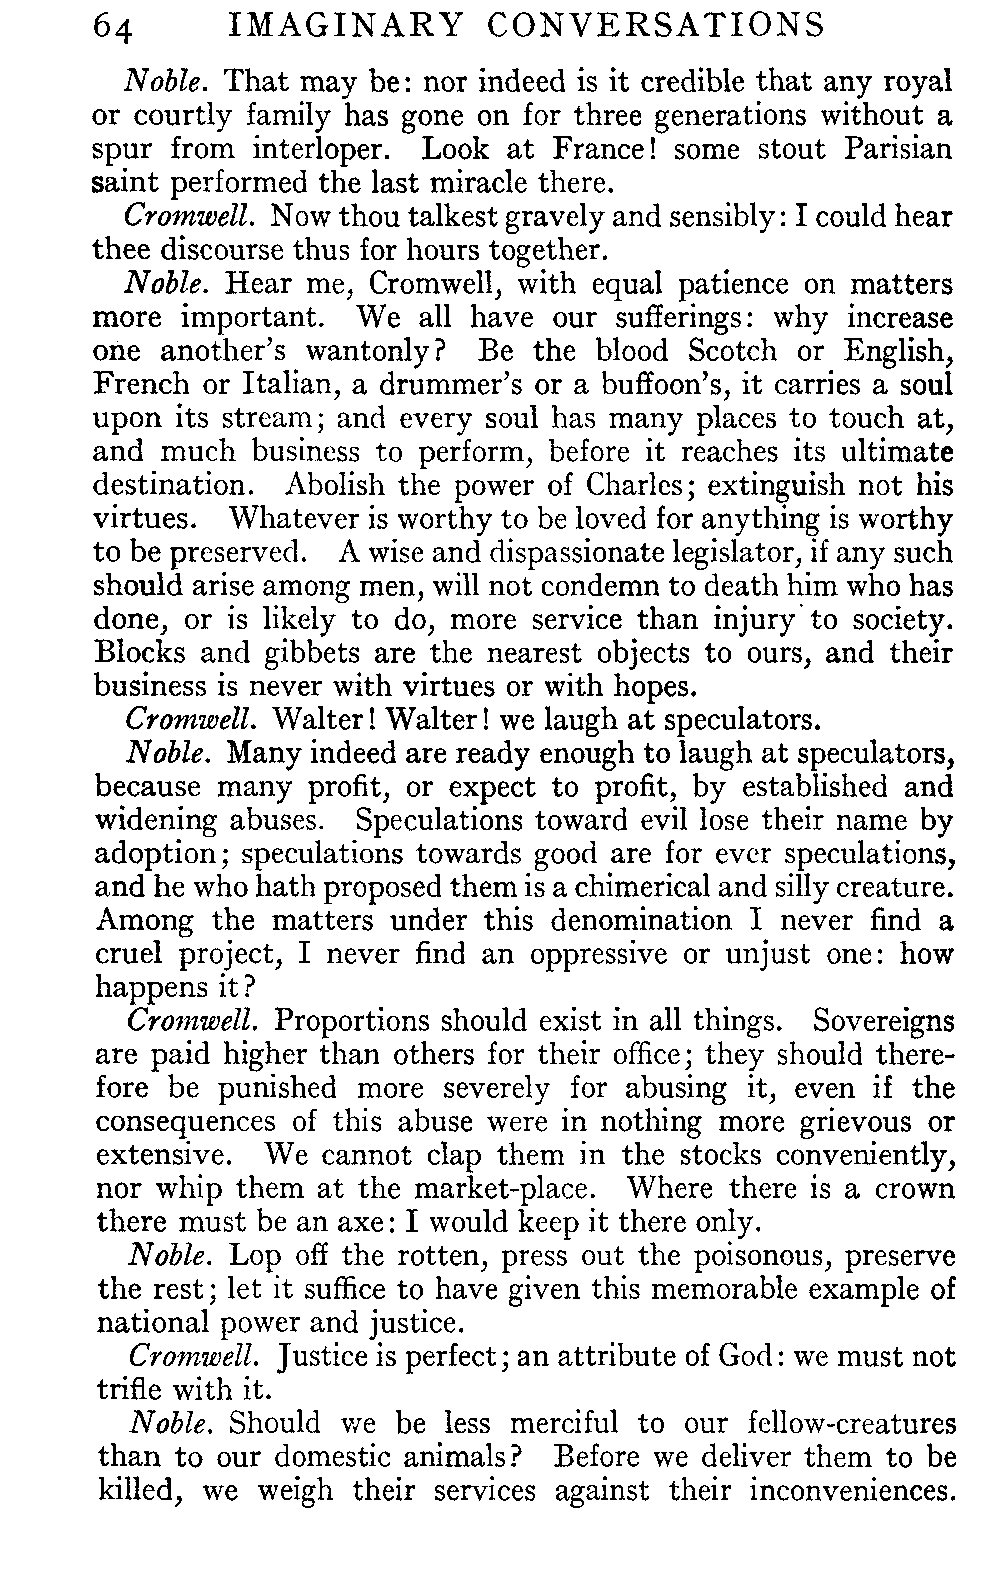 64 IMAGINARY CONVERSATIONS
Noble. That may be: nor indeed is it credible that any royal
or courtly family has gone on for three generations without a
spur from interloper. Look at France! some stout Parisian
saint performed the last miracle there.
Cromwell. Now thou talkest gravely and sensibly: I could hear
thee discourse thus for hours together.
Noble. Hear me, Cromwell, with equal patience on matters
more important. We all have our sufferings: why increase
one another's wantonly? Be the blood Scotch or English,
French or Italian, a drummer's or a buffoon's, it carries a soul
upon its stream; and every soul has many places to touch at,
and much business to perform, before it reaches its ultimate
destination. Abolish the power of Charles; extinguish not his
virtues. Whatever is worthy to be loved for anything is worthy
to be preserved. A wise and dispassionate legislator, if any such
should arise among men, will not condemn to death him who has
done, or is likely to do, more service than injury to society.
Blocks and gibbets are the nearest objects to ours, and their
business is never with virtues or with hopes.
Cromwell. Walter! Walter! we laugh at speculators.
Noble. Many indeed are ready enough to laugh at speculators,
because many profit, or expect to profit, by established and
widening abuses. Speculations toward evil lose their name by
adoption; speculations towards good are for ever speculations,
and he who hath proposed them is a chimerical and silly creature.
Among the matters under this denomination I never find a
cruel project, I never find an oppressive or unjust one: how
happens it?
Cromwell. Proportions should exist in all things. Sovereigns
are paid higher than others for their office; they should there-
fore be punished more severely for abusing it, even if the
consequences of this abuse were in nothing more grievous or
extensive. We cannot clap them in the stocks conveniently,
nor whip them at the market-place. Where there is a crown
there must be an axe: I would keep it there only.
Noble. Lop off the rotten, press out the poisonous, preserve
the rest; let it suffice to have given this memorable example of
national power and justice.
Cromwell. Justice is perfect; an attribute of God: we must not
trifle with it.
Noble. Should we be less merciful to our fellow-creatures
than to our domestic animals? Before we deliver them to be
killed, we weigh their services against their inconveniences.